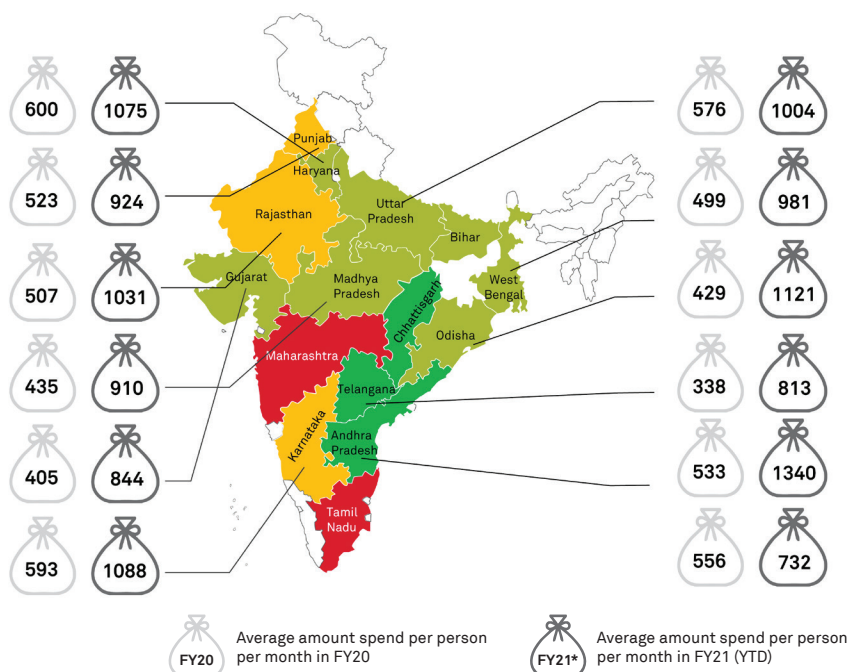 600 1075
523 924
507 1031
435 910
405 844
593 1088
Punjab
Haryana
Rajasthan
Uttar
Pradesh
Bihar
Gujarat
Madhya
Pradesh
West
Bengal
Chhattisgarh
Odisha
Maharashtra
Telangana
Karnataka
Andhra
Pradesh
Tamil
Nadu
576 1004
499 981
429 1121
338 813
533 1340
556 732
FY20
Average amount spend per person
per month in FY20
FY21*
Average amount spend per person
per month in FY21 (YTD)